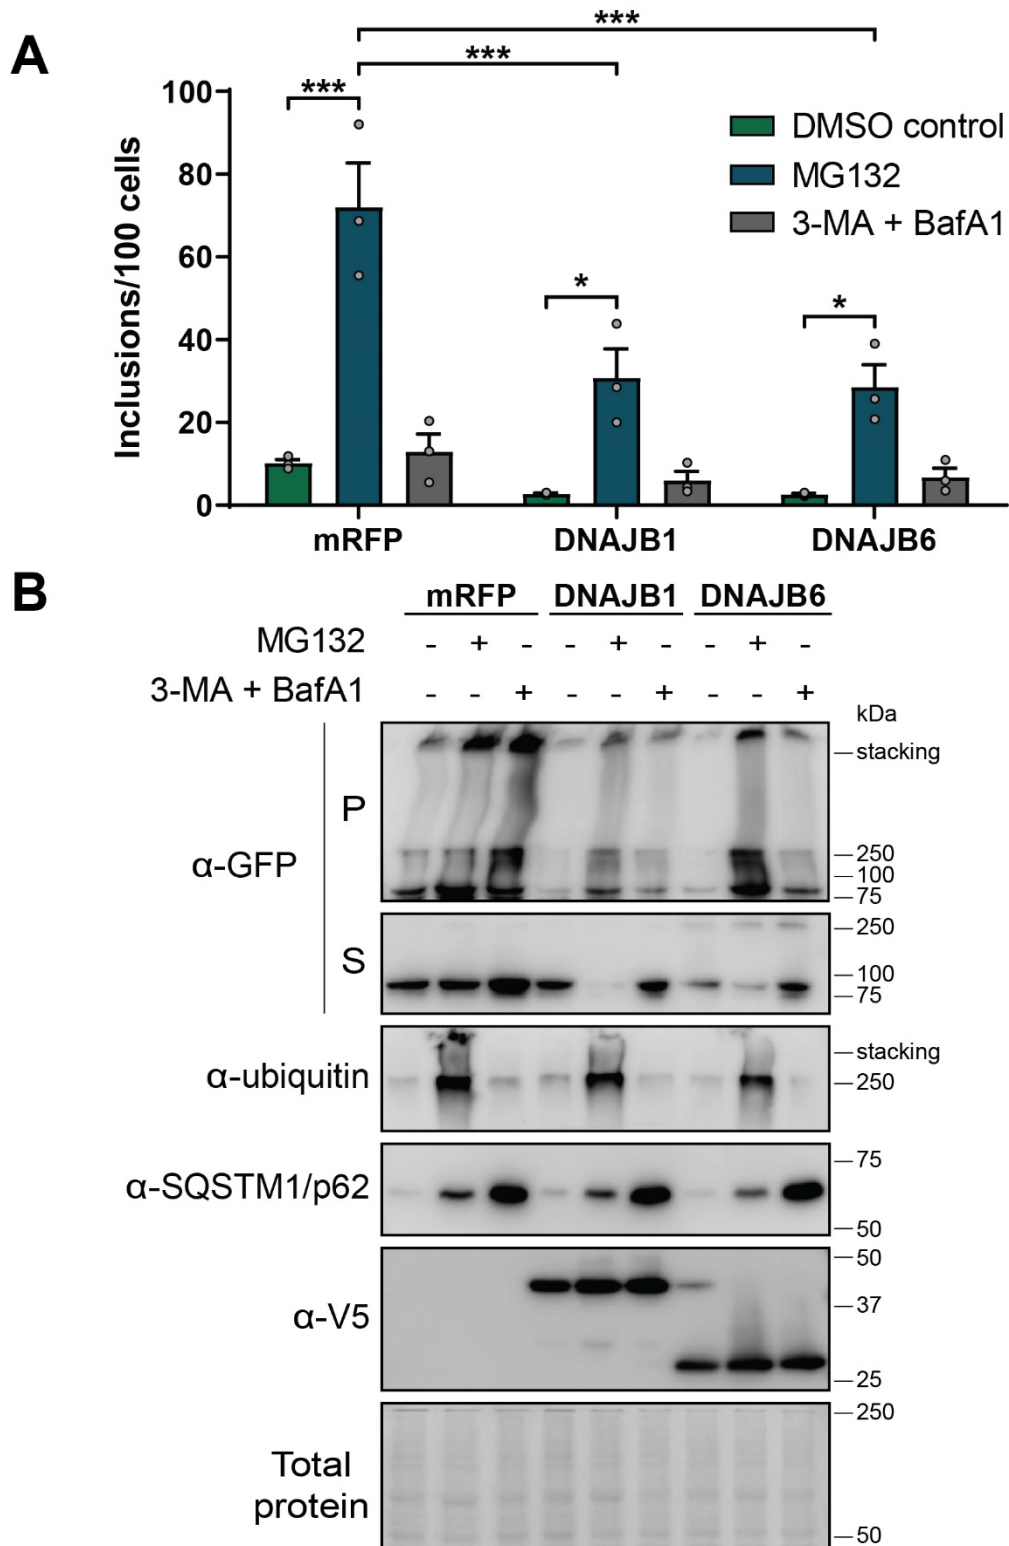 A
***
***
***
100
80
60
40
20
0
Inclusions/100 cells
DMSO control
MG132
3-MA + BafA1
*
*
mRFP DNAJB1 DNAJB6
B
mRFP DNAJB1 DNAJB6
MG132 - + - - + - - + -
3-MA + BafA1 - - + - - + - - +
kDa
stacking
P
α-GFP
250
100
75
S
250
100
75
α-ubiquitin
stacking
250
α-SQSTM1/p62
75
50
α-V5
50
37
25
Total
protein
250
50